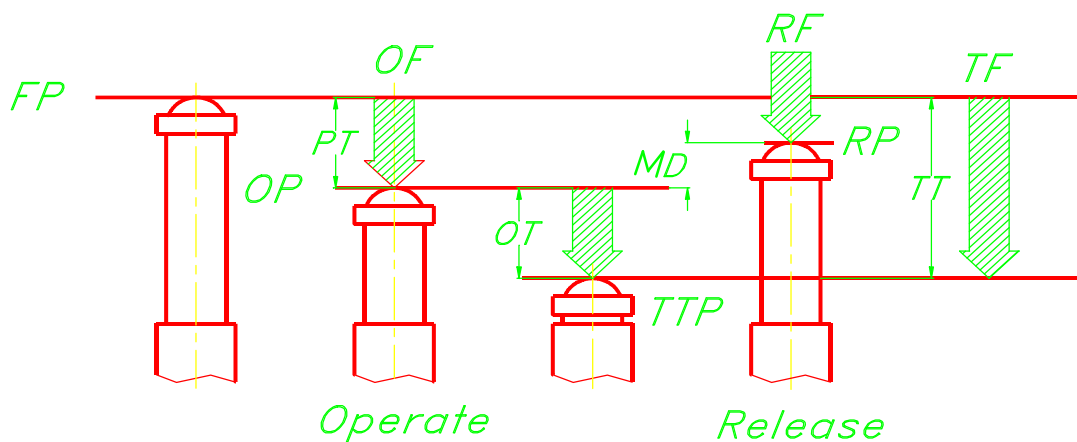 RF
OF
TF
FP
PT
RP
MD
OP
TT
OT
TTP
Operate
Release